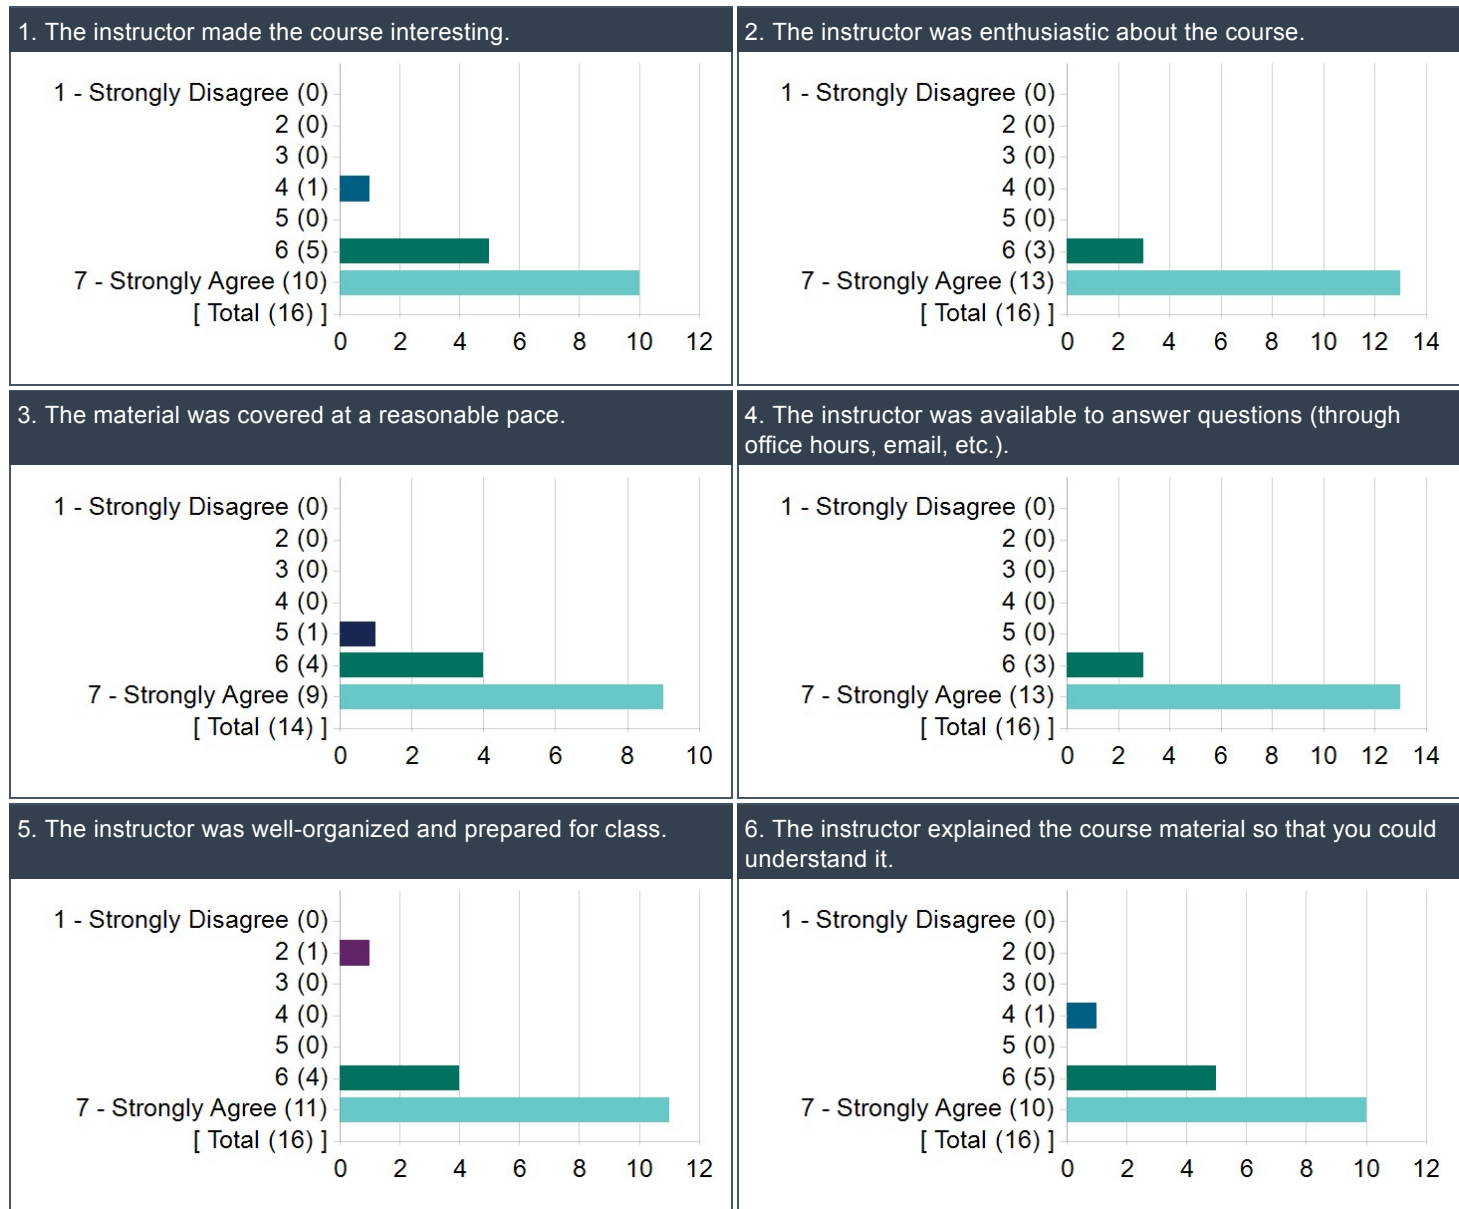 1. The instructor made the course interesting.
1 - Strongly Disagree (0)
2 (0)
3 (0)
4 (1)
5 (0)
6 (5)
7 - Strongly Agree (10)
[ Total (16) ]
0 2 4 6 8 10 12
2. The instructor was enthusiastic about the course.
1 - Strongly Disagree (0)
2 (0)
3 (0)
4 (0)
5 (0)
6 (3)
7 - Strongly Agree (13)
[ Total (16) ]
0 2 4 6 8 10 12 14
3. The material was covered at a reasonable pace.
1 - Strongly Disagree (0)
2 (0)
3 (0)
4 (0)
5 (1)
6 (4)
7 - Strongly Agree (9)
[ Total (14) ]
0 2 4 6 8 10
4. The instructor was available to answer questions (through
office hours, email, etc.).
1 - Strongly Disagree (0)
2 (0)
3 (0)
4 (0)
5 (0)
6 (3)
7 - Strongly Agree (13)
[ Total (16) ]
0 2 4 6 8 10 12 14
5. The instructor was well-organized and prepared for class.
1 - Strongly Disagree (0)
2 (1)
3 (0)
4 (0)
5 (0)
6 (4)
7 - Strongly Agree (11)
[ Total (16) ]
0 2 4 6 8 10 12
6. The instructor explained the course material so that you could
understand it.
1 - Strongly Disagree (0)
2 (0)
3 (0)
4 (1)
5 (0)
6 (5)
7 - Strongly Agree (10)
[ Total (16) ]
0 2 4 6 8 10 12